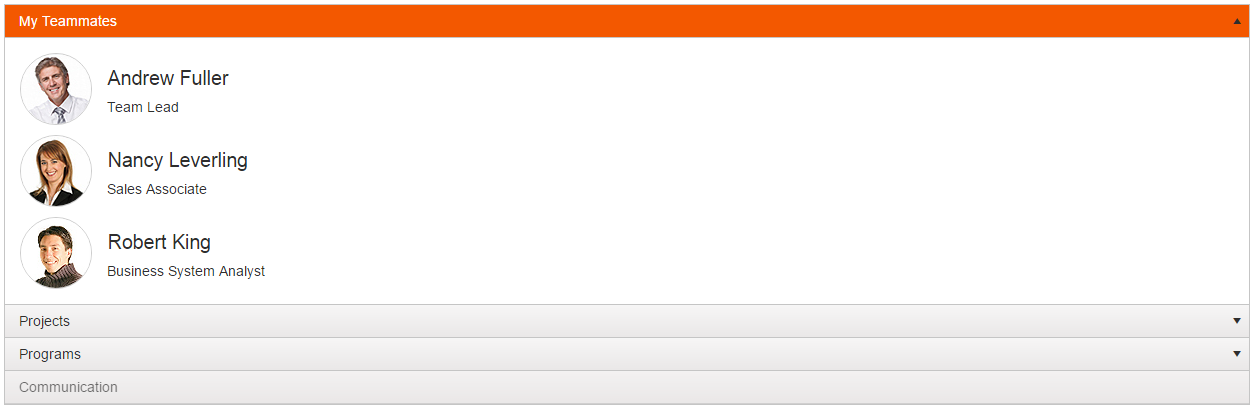 My Teammates
Andrew Fuller
Team Lead
Nancy Leverling
Sales Associate
Robert King
Business System Analyst
Projects
Programs
Communication